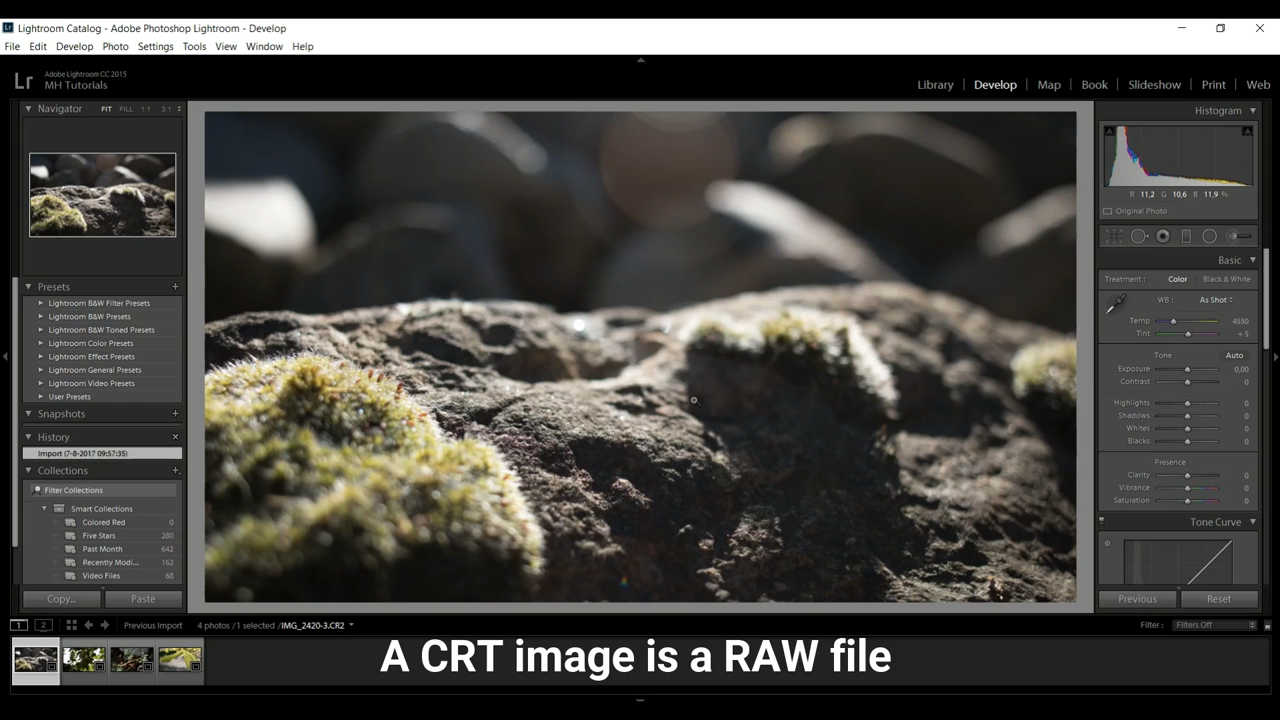 Lr Lightroom Catalog - Adobe Photoshop Lightroom - Develop
File Edit Develop Photo Settings Tools View Window Help
Lr Adobe Lightroom CC 2015
MH Tutorials
Library | Develop | Map | Book | Slideshow | Print | Web
Navigator FIT FILL 1:1 3:1
Presets +
Lightroom B&W Filter Presets
Lightroom B&W Presets
Lightroom B&W Toned Presets
Lightroom Color Presets
Lightroom Effect Presets
Lightroom General Presets
Lightroom Video Presets
User Presets
Snapshots +
History ×
Import (7-8-2017 09:57:35)
Collections +
Filter Collections
Smart Collections
Colored Red 0
Five Stars 280
Past Month 642
Recently Modi... 162
Video Files 68
Copy... Paste
Histogram
R 11,2 G 10,6 B 11,9 %
Original Photo
Basic
Treatment: Color | Black & White
WB: As Shot
Temp 4550
Tint + 5
Tone Auto
Exposure 0,00
Contrast 0
Highlights 0
Shadows 0
Whites 0
Blacks 0
Presence
Clarity 0
Vibrance 0
Saturation 0
Tone Curve
Previous Reset
1 2 Previous Import 4 photos /1 selected /IMG_2420-3.CR2 Filter : Filters Off
A CRT image is a RAW file